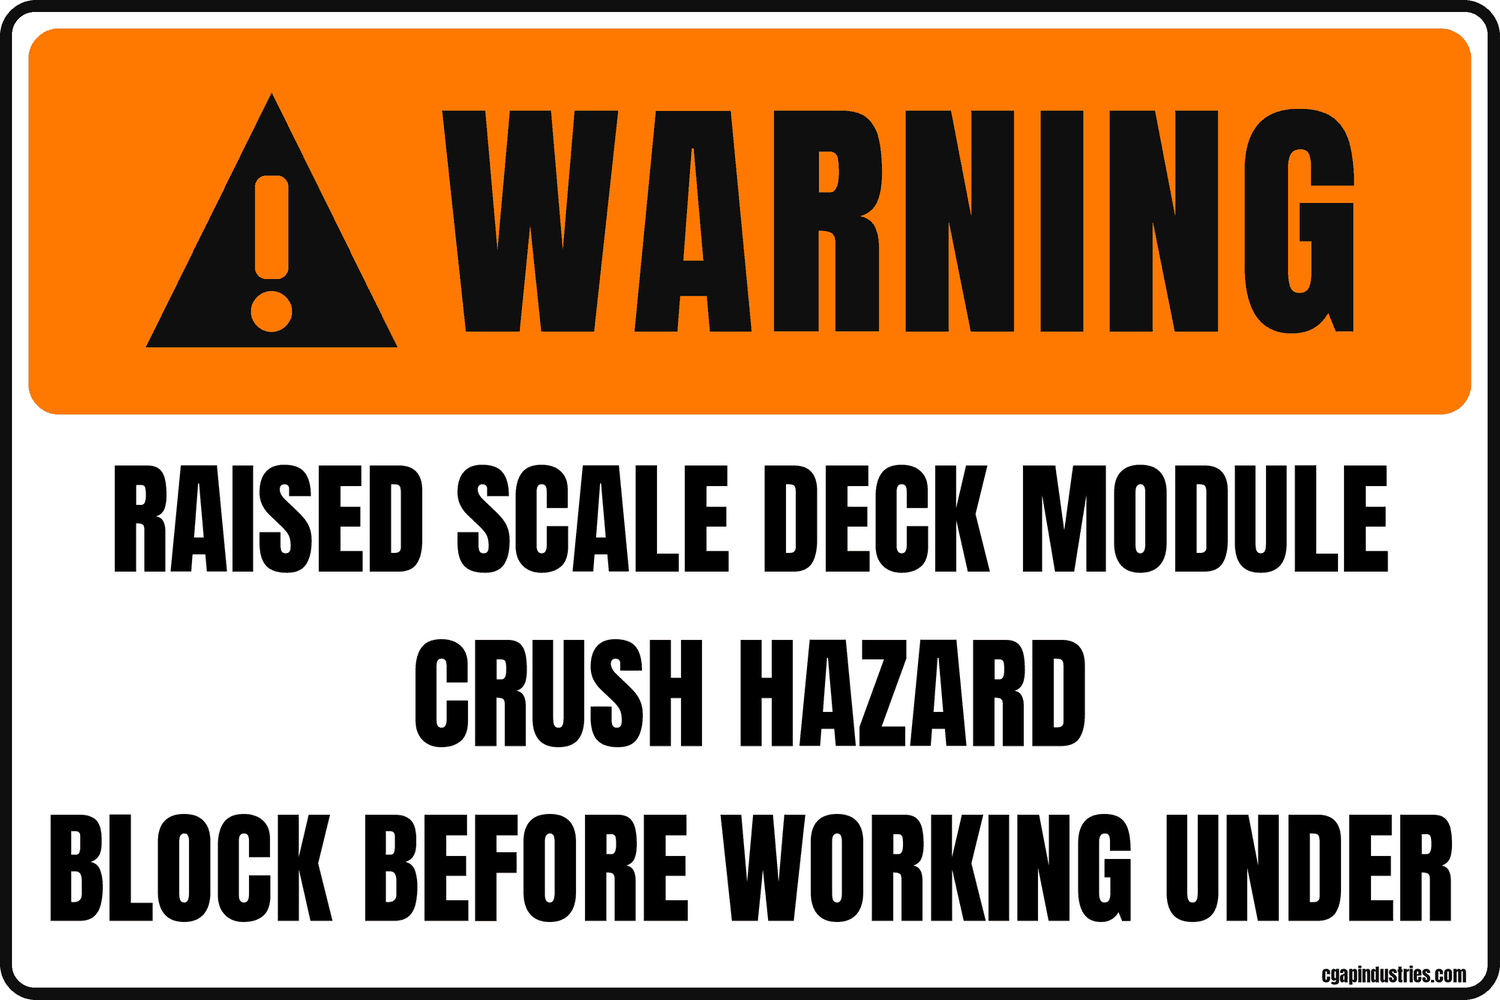 WARNING
RAISED SCALE DECK MODULE
CRUSH HAZARD
BLOCK BEFORE WORKING UNDER
cgapindustries.com